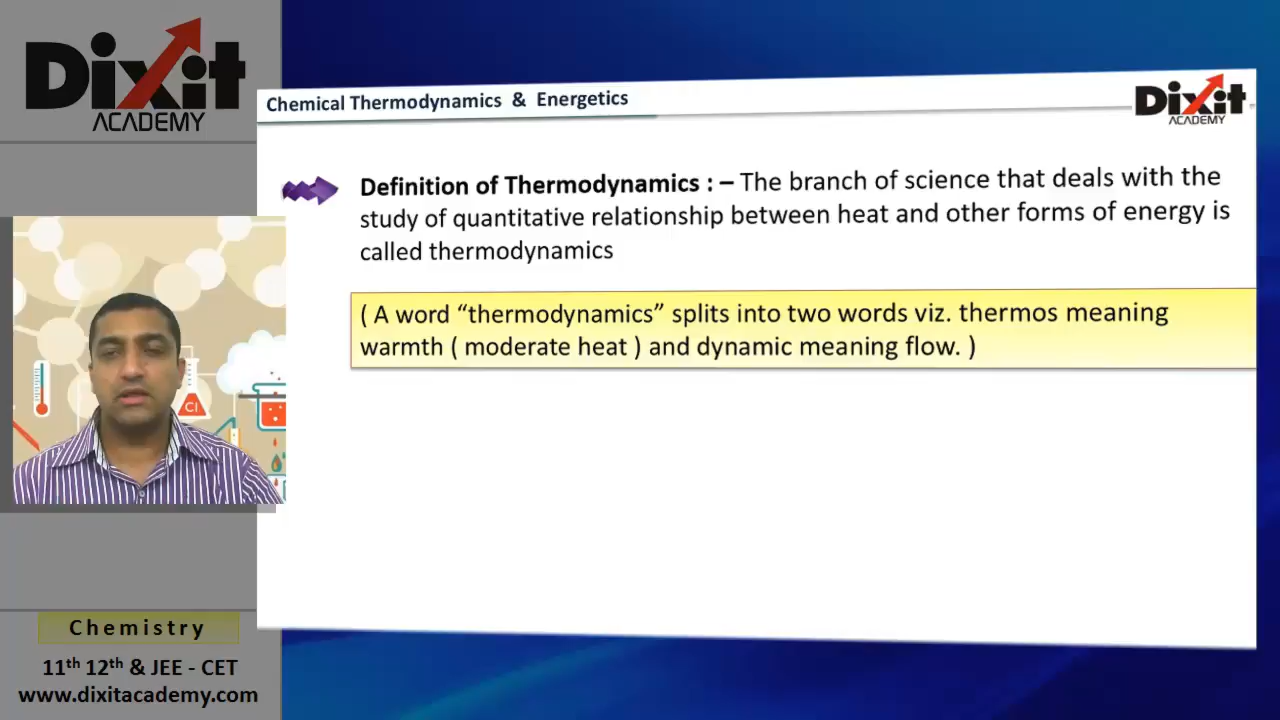 Dixit
ACADEMY
Chemical Thermodynamics & Energetics
Dixit
ACADEMY
Definition of Thermodynamics : – The branch of science that deals with the
study of quantitative relationship between heat and other forms of energy is
called thermodynamics
( A word “thermodynamics” splits into two words viz. thermos meaning
warmth ( moderate heat ) and dynamic meaning flow. )
Cl
Chemistry
11th 12th & JEE - CET
www.dixitacademy.com